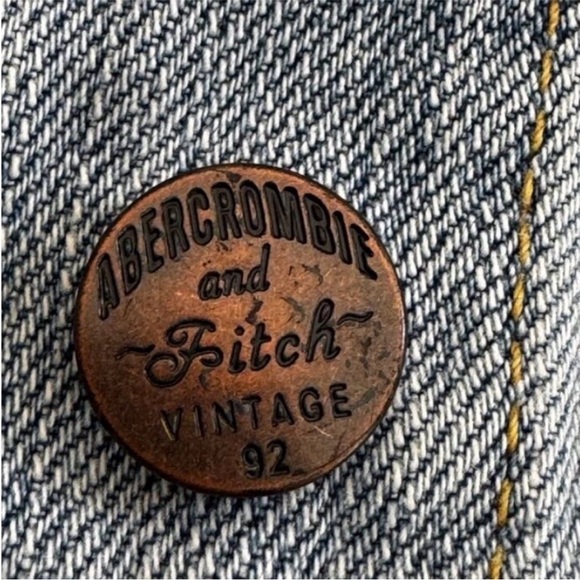 ABERCROMBIE
and
~Fitch~
VINTAGE
92